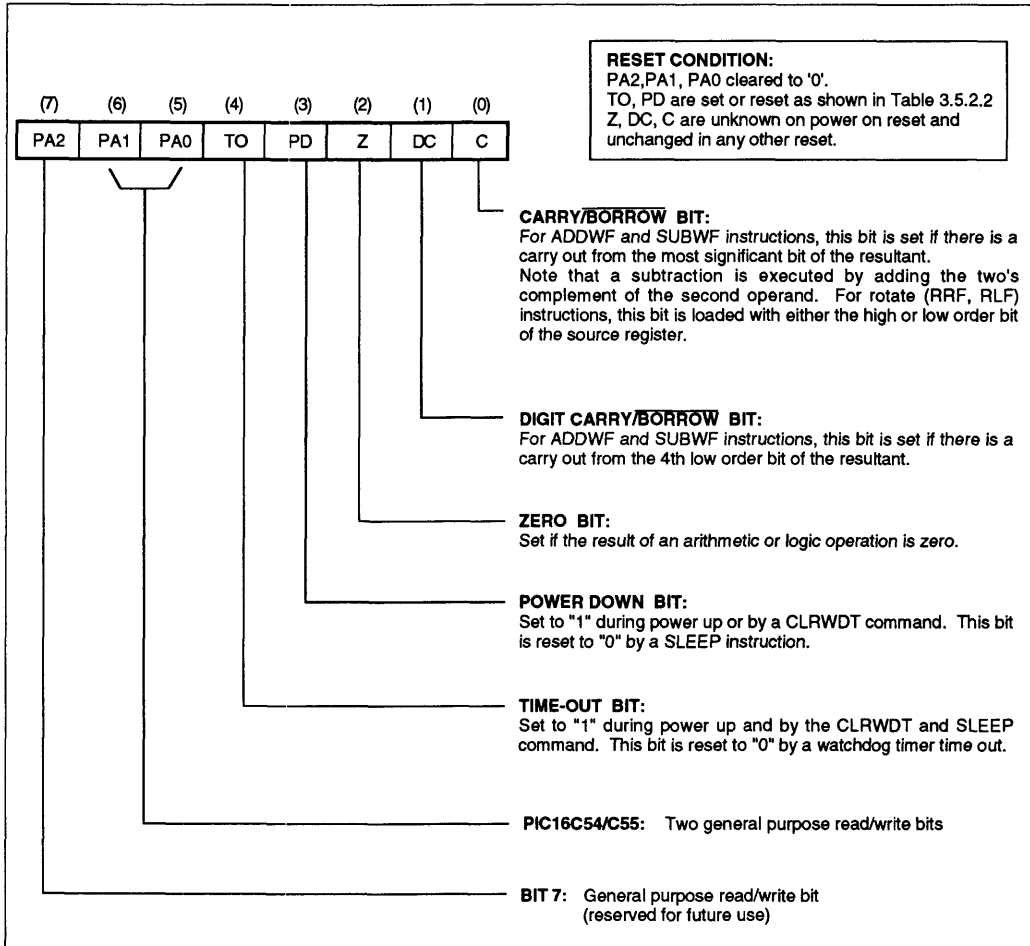 RESET CONDITION:
PA2,PA1, PA0 cleared to '0'.
TO, PD are set or reset as shown in Table 3.5.2.2
Z, DC, C are unknown on power on reset and
unchanged in any other reset.
(7) (6) (5) (4) (3) (2) (1) (0)
PA2 PA1 PA0 TO PD Z DC C
CARRY/BORROW BIT:
For ADDWF and SUBWF instructions, this bit is set if there is a
carry out from the most significant bit of the resultant.
Note that a subtraction is executed by adding the two's
complement of the second operand. For rotate (RRF, RLF)
instructions, this bit is loaded with either the high or low order bit
of the source register.
DIGIT CARRY/BORROW BIT:
For ADDWF and SUBWF instructions, this bit is set if there is a
carry out from the 4th low order bit of the resultant.
ZERO BIT:
Set if the result of an arithmetic or logic operation is zero.
POWER DOWN BIT:
Set to "1" during power up or by a CLRWDT command. This bit
is reset to "0" by a SLEEP instruction.
TIME-OUT BIT:
Set to "1" during power up and by the CLRWDT and SLEEP
command. This bit is reset to "0" by a watchdog timer time out.
PIC16C54/C55: Two general purpose read/write bits
BIT 7: General purpose read/write bit
(reserved for future use)